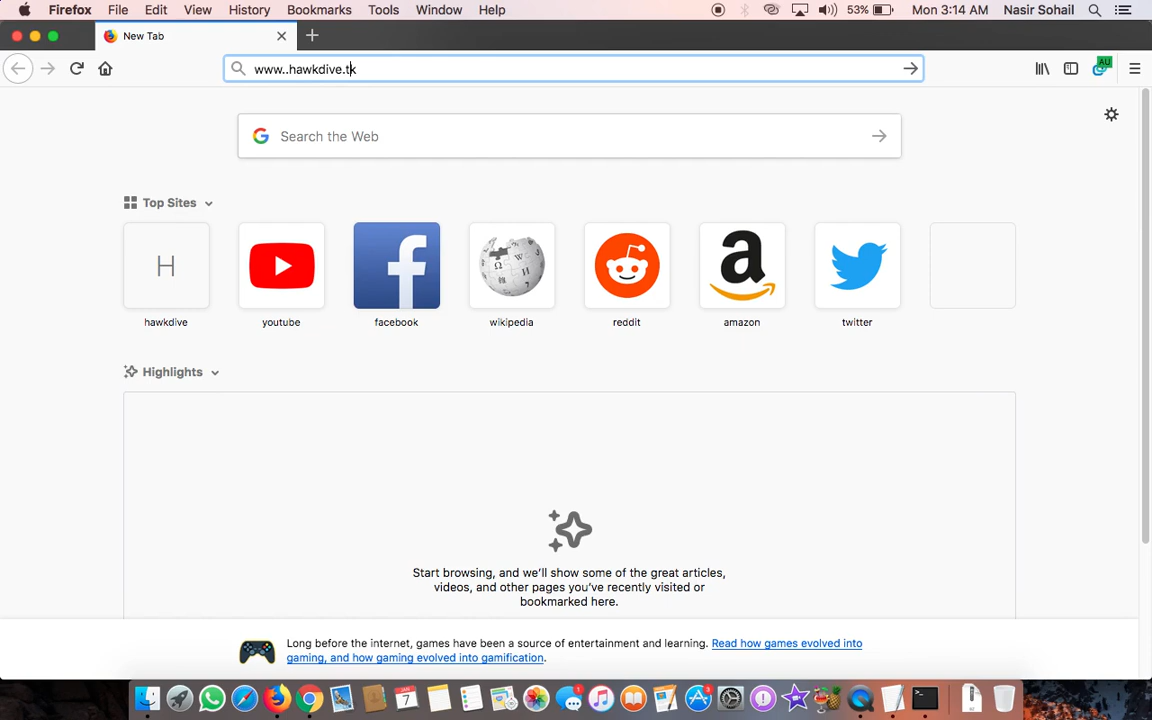 Firefox File Edit View History Bookmarks Tools Window Help 53% Mon 3:14 AM Nasir Sohail
New Tab
www..hawkdive.tk
AU
Search the Web
Top Sites
H
hawkdive youtube facebook wikipedia reddit amazon twitter
Highlights
Start browsing, and we'll show some of the great articles,
videos, and other pages you've recently visited or
bookmarked here.
Long before the internet, games have been a source of entertainment and learning. Read how games evolved into
gaming, and how gaming evolved into gamification.